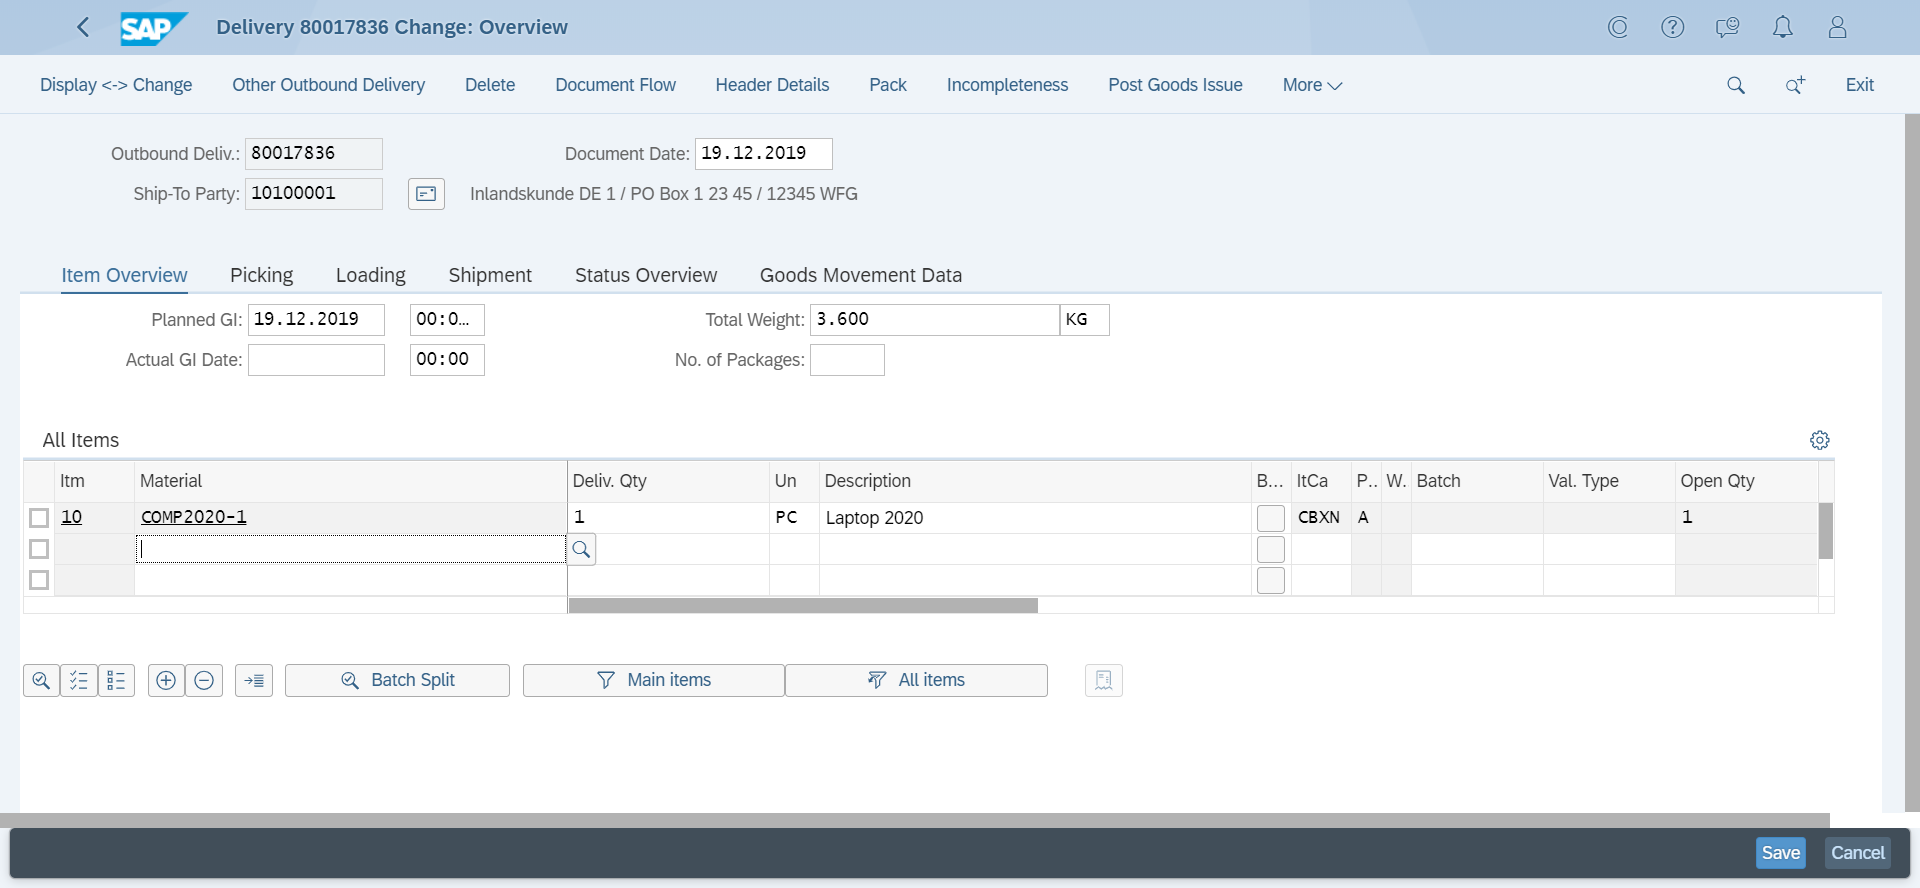 SAP Delivery 80017836 Change: Overview
Display <-> Change Other Outbound Delivery Delete Document Flow Header Details Pack Incompleteness Post Goods Issue More Exit
Outbound Deliv.: 80017836 Document Date: 19.12.2019
Ship-To Party: 10100001 Inlandskunde DE 1 / PO Box 1 23 45 / 12345 WFG
Item Overview Picking Loading Shipment Status Overview Goods Movement Data
Planned GI: 19.12.2019 00:0... Total Weight: 3.600 KG
Actual GI Date: 00:00 No. of Packages:
All Items
Itm Material Deliv. Qty Un Description B... ItCa P.. W. Batch Val. Type Open Qty
10 COMP2020-1 1 PC Laptop 2020 CBXN A 1
Batch Split Main items All items
Save Cancel